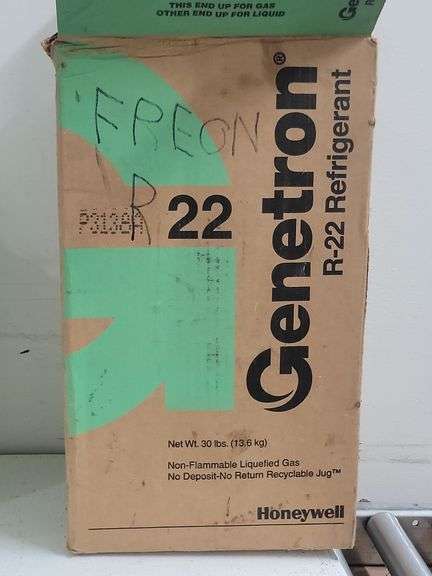 THIS END UP FOR GAS
OTHER END UP FOR LIQUID
FREON
R 22
Genetron®
R-22 Refrigerant
Net Wt. 30 lbs. (13.6 kg)
Non-Flammable Liquefied Gas
No Deposit-No Return Recyclable Jug™
Honeywell